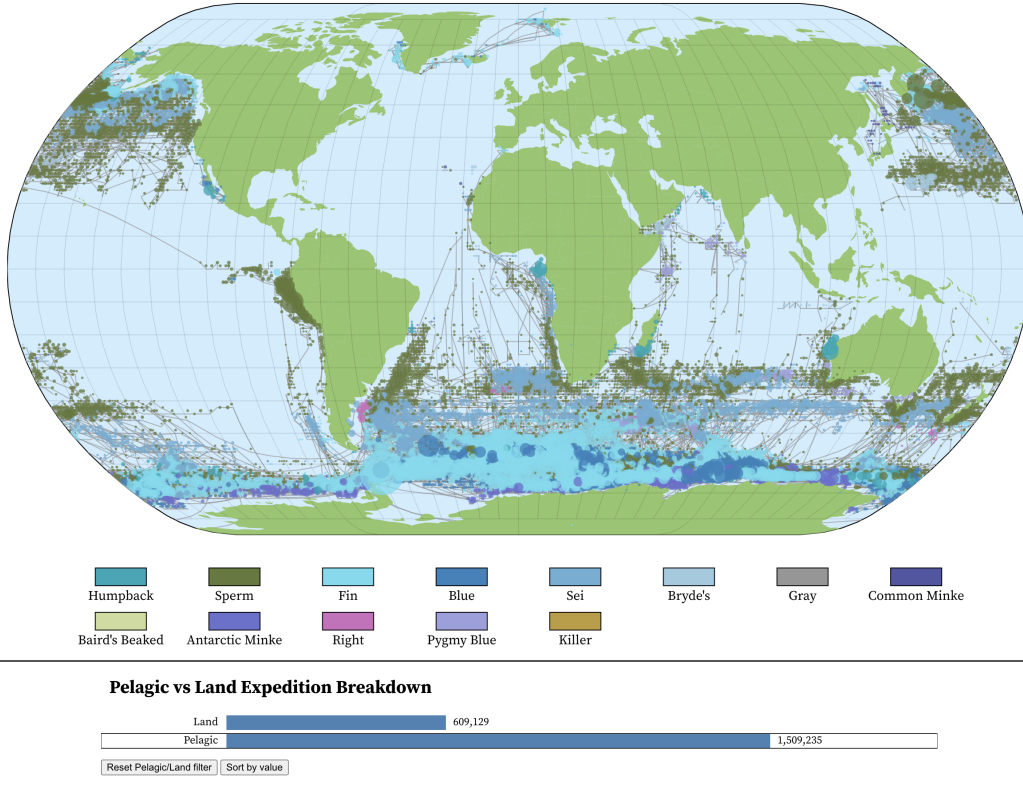 Humpback Sperm Fin Blue Sei Bryde's Gray Common Minke
Baird's Beaked Antarctic Minke Right Pygmy Blue Killer
Pelagic vs Land Expedition Breakdown
Land 609,129
Pelagic 1,509,235
Reset Pelagic/Land filter Sort by value